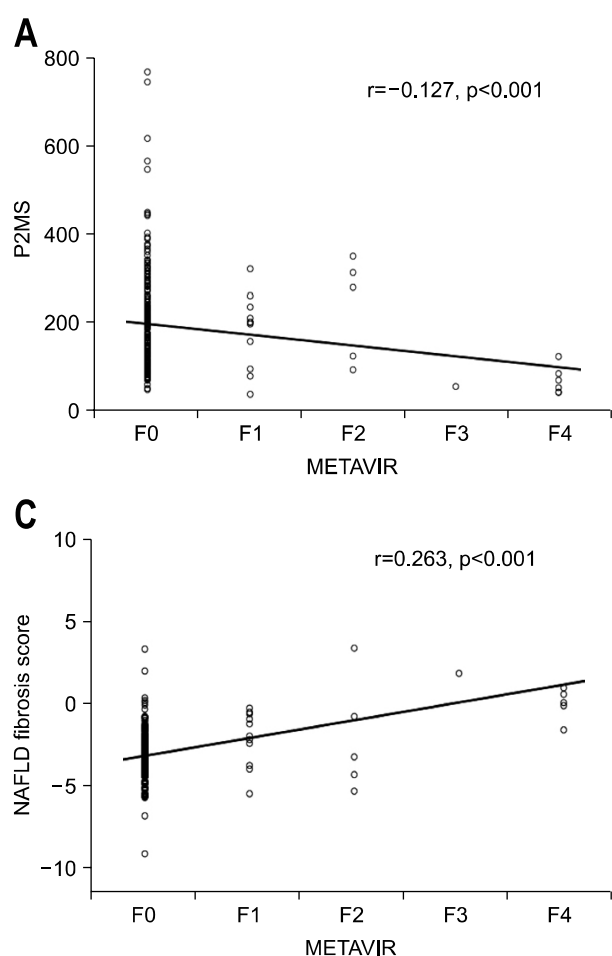 A
800
r=−0.127, p<0.001
600
P2MS
400
200
0
F0 F1 F2 F3 F4
METAVIR
C
10
r=0.263, p<0.001
5
NAFLD fibrosis score
0
−5
−10
F0 F1 F2 F3 F4
METAVIR